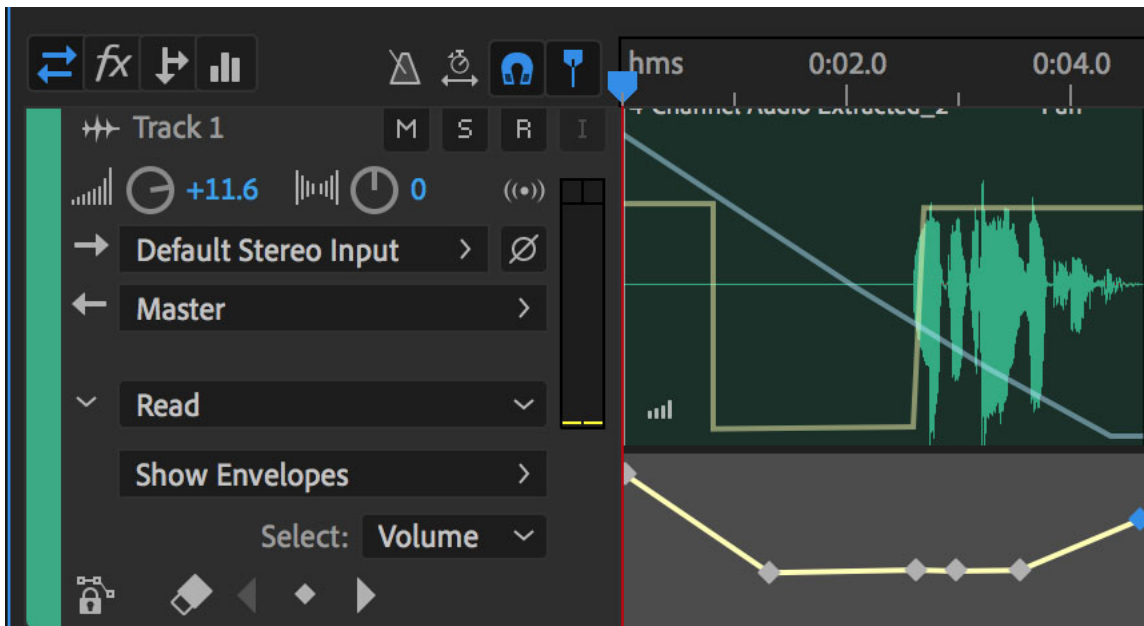 fx
hms 0:02.0 0:04.0
Track 1 M S R I
+11.6 0
Default Stereo Input
Master
Read
Show Envelopes
Select: Volume